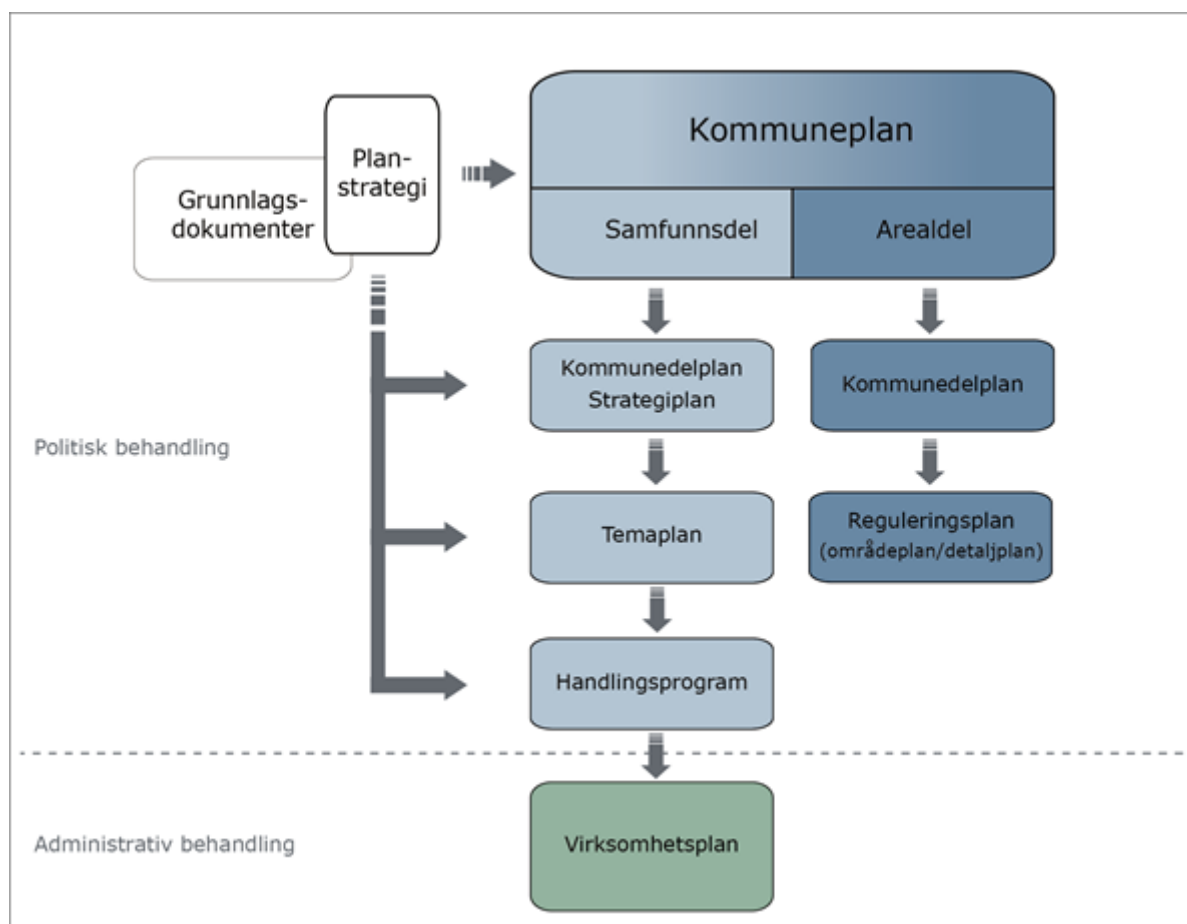 Plan-
strategi
Grunnlags-
dokumenter
Kommuneplan
Samfunnsdel
Arealdel
Kommunedelplan
Strategiplan
Kommunedelplan
Politisk behandling
Temaplan
Reguleringsplan
(områdeplan/detaljplan)
Handlingsprogram
Administrativ behandling
Virksomhetsplan